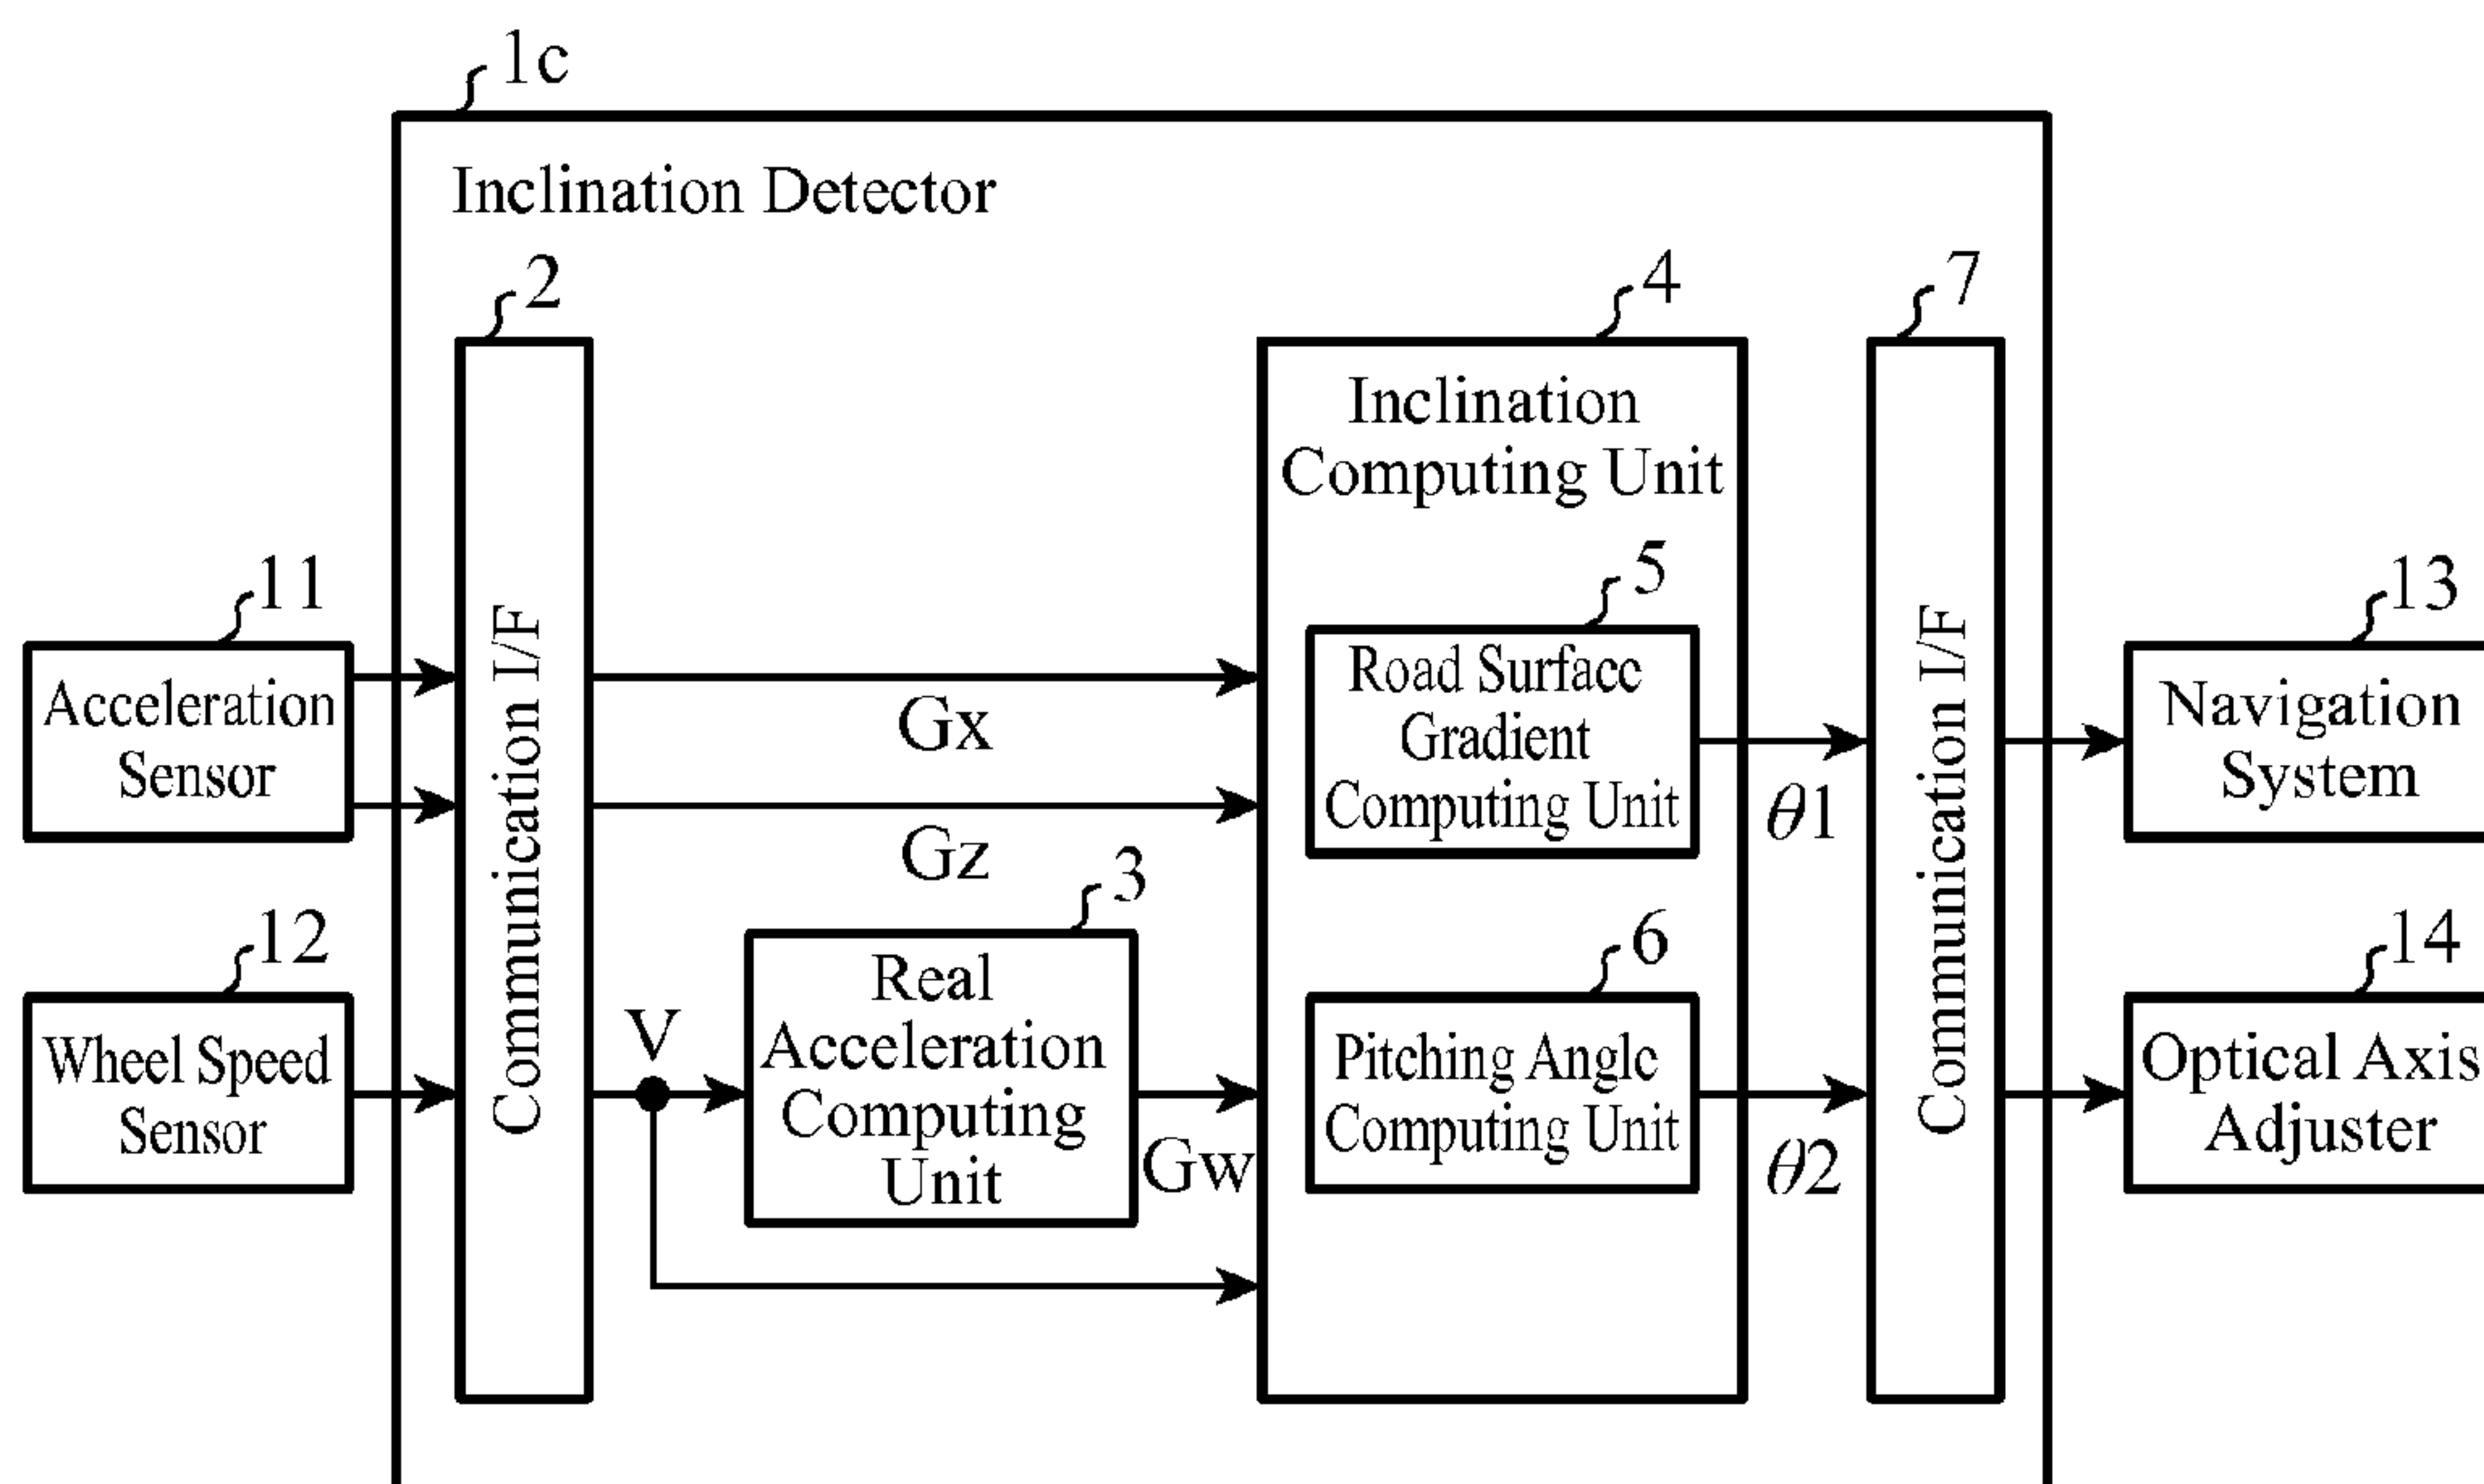 1c
Inclination Detector
2
4
7
Inclination
Computing Unit
11
5
13
Acceleration
Sensor
Communication I/F
Gx
Gz
Road Surface
Gradient
Computing Unit
θ1
Communication I/F
Navigation
System
12
3
6
14
Wheel Speed
Sensor
V
Real
Acceleration
Computing
Unit
Gw
Pitching Angle
Computing Unit
θ2
Optical Axis
Adjuster